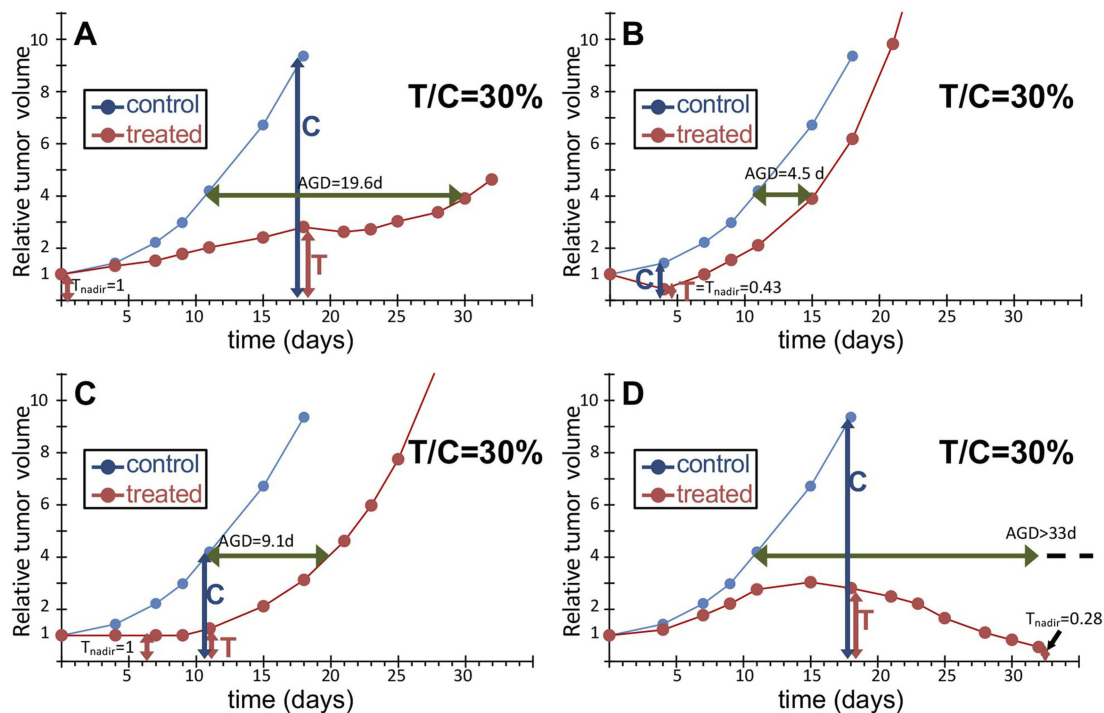 A
control
treated
T/C=30%
C
AGD=19.6d
T
Tnadir=1
Relative tumor volume
10
8
6
4
2
1
5 10 15 20 25 30
time (days)
B
control
treated
T/C=30%
AGD=4.5 d
C
T=Tnadir=0.43
Relative tumor volume
10
8
6
4
2
1
5 10 15 20 25 30
time (days)
C
control
treated
T/C=30%
AGD=9.1d
C
T
Tnadir=1
Relative tumor volume
10
8
6
4
2
1
5 10 15 20 25 30
time (days)
D
control
treated
T/C=30%
C
AGD>33d
T
Tnadir=0.28
Relative tumor volume
10
8
6
4
2
1
5 10 15 20 25 30
time (days)